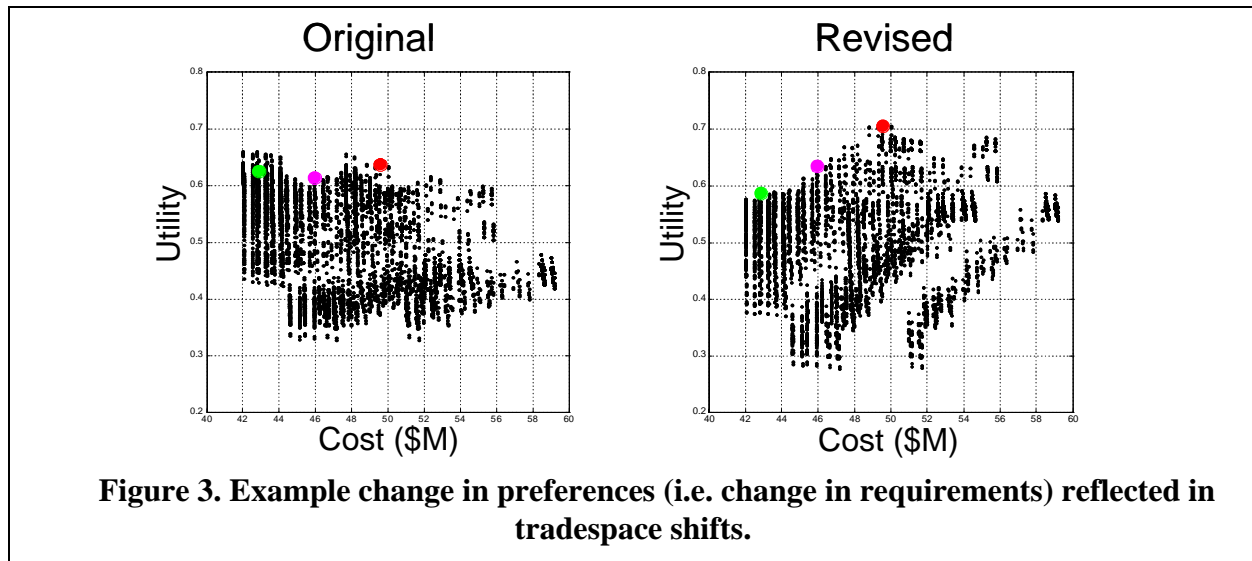 Original
Revised
0.8
0.7
0.6
0.5
0.4
0.3
0.2
Utility
40 42 44 46 48 50 52 54 56 58 60
Cost ($M)
0.8
0.7
0.6
0.5
0.4
0.3
0.2
Utility
40 42 44 46 48 50 52 54 56 58 60
Cost ($M)
Figure 3. Example change in preferences (i.e. change in requirements) reflected in
tradespace shifts.